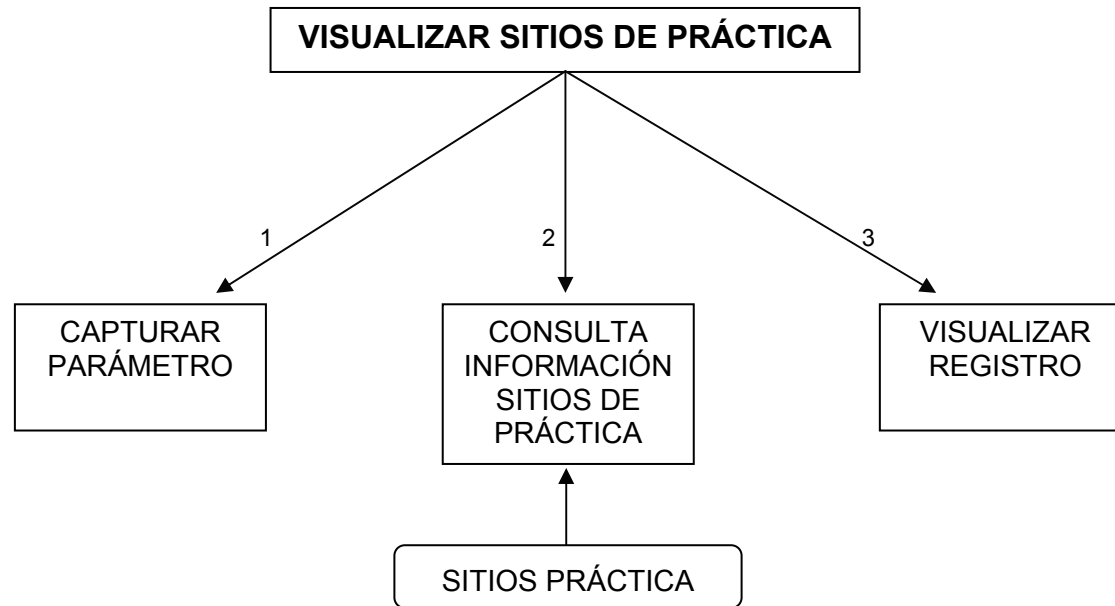 VISUALIZAR SITIOS DE PRÁCTICA
1
2
3
CAPTURAR
PARÁMETRO
CONSULTA
INFORMACIÓN
SITIOS DE
PRÁCTICA
VISUALIZAR
REGISTRO
SITIOS PRÁCTICA